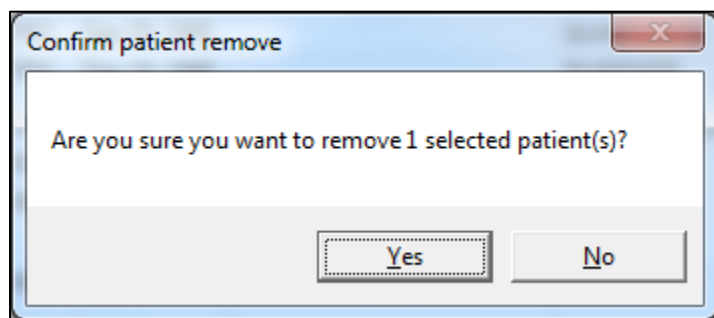 Confirm patient remove
Are you sure you want to remove 1 selected patient(s)?
Yes
No